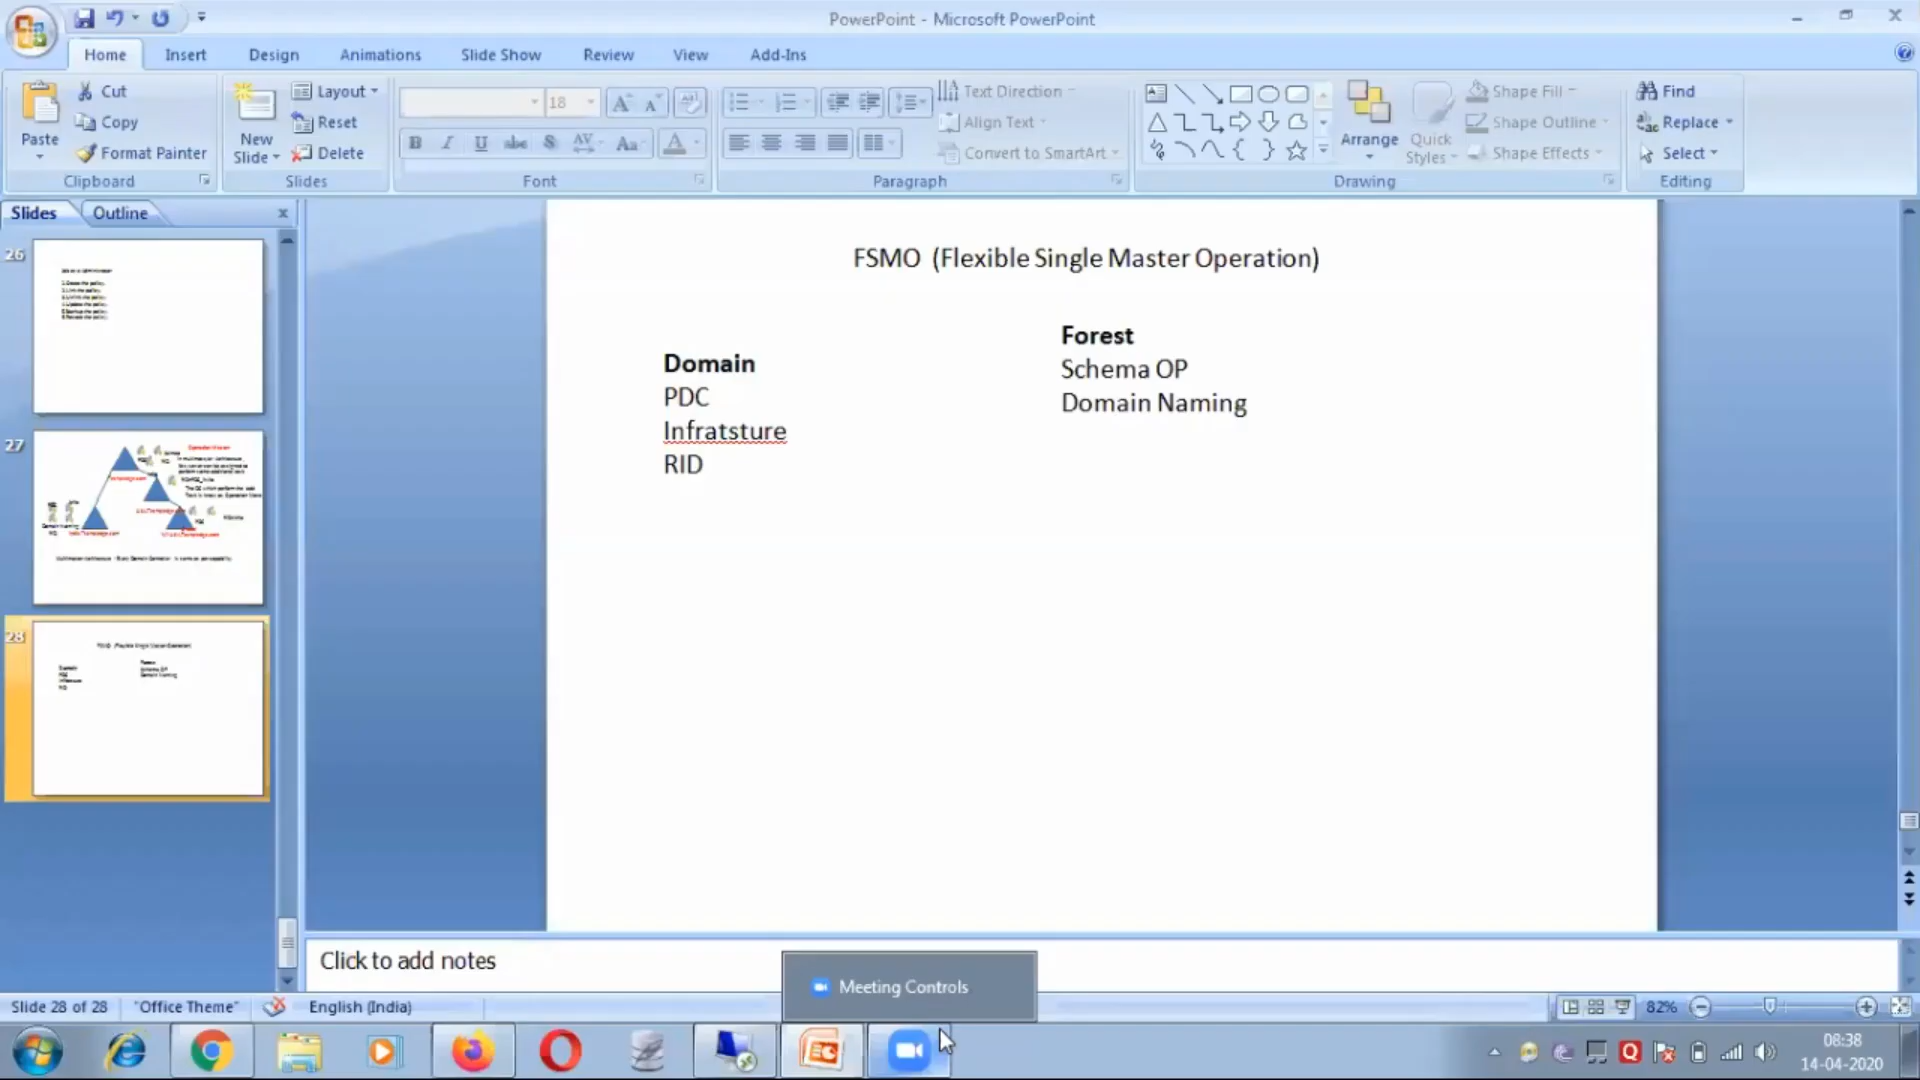 PowerPoint - Microsoft PowerPoint
Home Insert Design Animations Slide Show Review View Add-Ins
Paste
Cut
Copy
Format Painter
Clipboard
New Slide
Layout
Reset
Delete
Slides
18
Font
Text Direction
Align Text
Convert to SmartArt
Paragraph
Arrange
Quick Styles
Shape Fill
Shape Outline
Shape Effects
Drawing
Find
Replace
Select
Editing
Slides Outline
26
27
28
FSMO (Flexible Single Master Operation)
Domain
PDC
Infratsture
RID
Forest
Schema OP
Domain Naming
Click to add notes
Meeting Controls
Slide 28 of 28 "Office Theme" English (India) 82%
08:38
14-04-2020